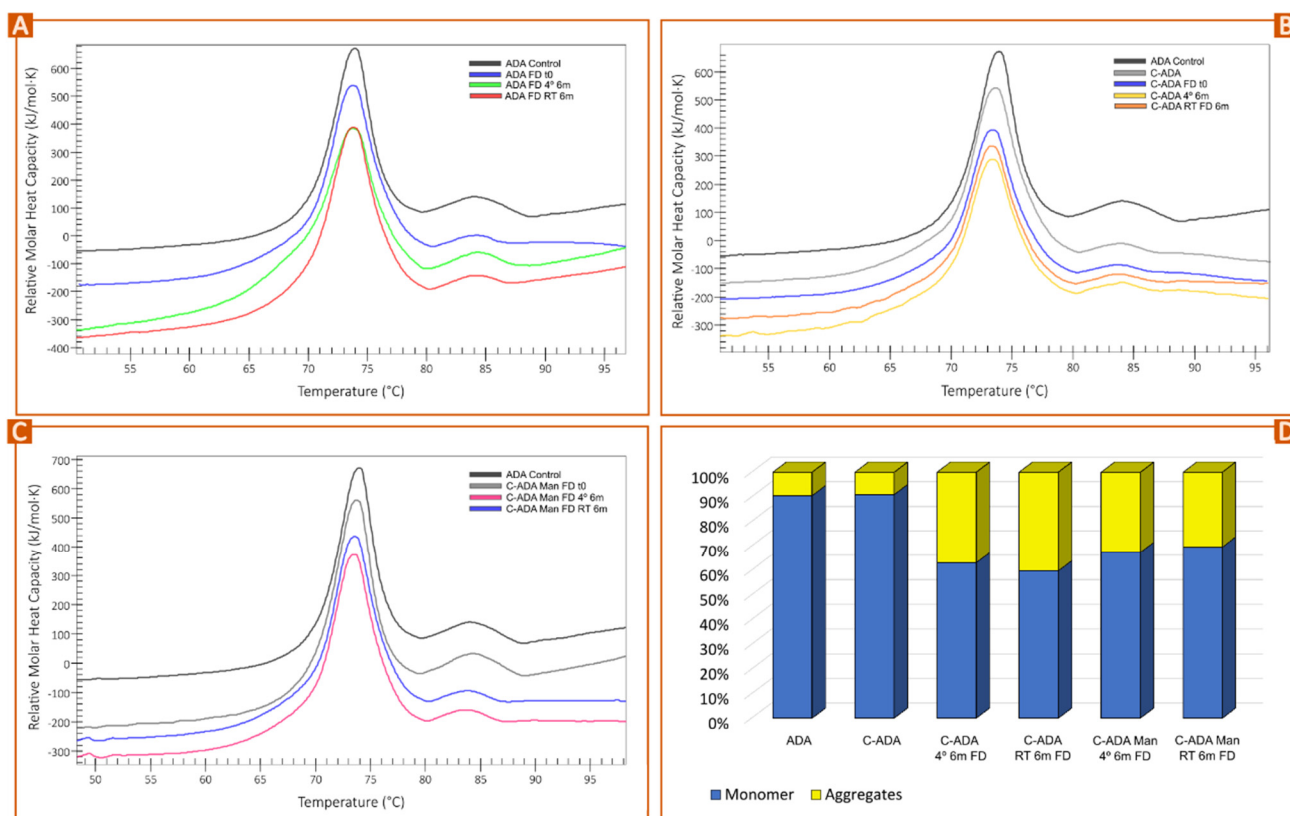 A
Relative Molar Heat Capacity (kJ/mol·K)
600
500
400
300
200
100
0
-100
-200
-300
-400
ADA Control
ADA FD t0
ADA FD 4º 6m
ADA FD RT 6m
55 60 65 70 75 80 85 90 95
Temperature (°C)
B
Relative Molar Heat Capacity (kJ/mol·K)
600
500
400
300
200
100
0
-100
-200
-300
ADA Control
C-ADA
C-ADA FD t0
C-ADA 4º 6m
C-ADA RT FD 6m
55 60 65 70 75 80 85 90 95
Temperature (°C)
C
Relative Molar Heat Capacity (kJ/mol·K)
700
600
500
400
300
200
100
0
-100
-200
-300
ADA Control
C-ADA Man FD t0
C-ADA Man FD 4º 6m
C-ADA Man FD RT 6m
50 55 60 65 70 75 80 85 90 95
Temperature (°C)
D
100%
90%
80%
70%
60%
50%
40%
30%
20%
10%
0%
ADA C-ADA C-ADA C-ADA C-ADA Man C-ADA Man
4º 6m FD RT 6m FD 4º 6m FD RT 6m FD
Monomer Aggregates